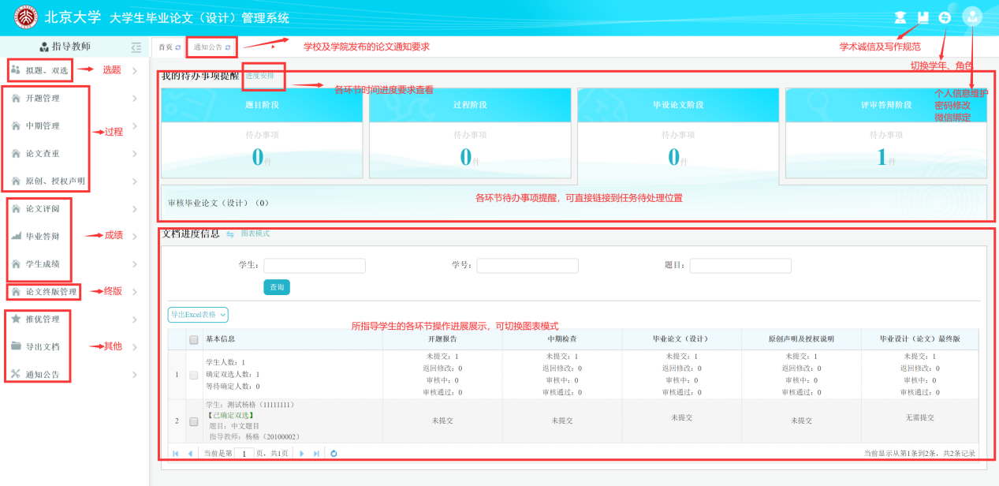 北京大学 大学生毕业论文（设计）管理系统
指导教师
首页
通知公告
学校及学院发布的论文通知要求
学术诚信及写作规范
切换学年、角色
个人信息维护
密码修改
微信绑定
拟题、双选
选题
开题管理
中期管理
过程
论文查重
原创、授权声明
论文评阅
毕业答辩
成绩
学生成绩
论文终版管理
终版
推优管理
导出文档
其他
通知公告
我的待办事项提醒
进度安排
各环节时间进度要求查看
题目阶段
过程阶段
毕设论文阶段
评审答辩阶段
待办事项
待办事项
待办事项
待办事项
0件
0件
0件
1件
审核毕业论文（设计）（0）
各环节待办事项提醒，可直接链接到任务待处理位置
文档进度信息
图表模式
学生：
学号：
题目：
查询
导出Excel表格
所指导学生的各环节操作进展展示，可切换图表模式
基本信息
开题报告
中期检查
毕业论文（设计）
原创声明及授权说明
毕业设计（论文）最终版
1
学生人数：1
确定双选人数：1
等待确定人数：0
未提交：1
返回修改：0
审核中：0
审核通过：0
未提交：1
返回修改：0
审核中：0
审核通过：0
未提交：1
返回修改：0
审核中：0
审核通过：0
未提交：1
返回修改：0
审核中：0
审核通过：0
未提交：1
返回修改：0
审核中：0
审核通过：0
2
学生：测试杨格（11111111）
【已确定双选】
题目：中文题目
指导教师：杨格（20100002）
未提交
未提交
未提交
未提交
无需提交
当前是第 1 页，共1页
当前显示从第1条到2条，共2条记录